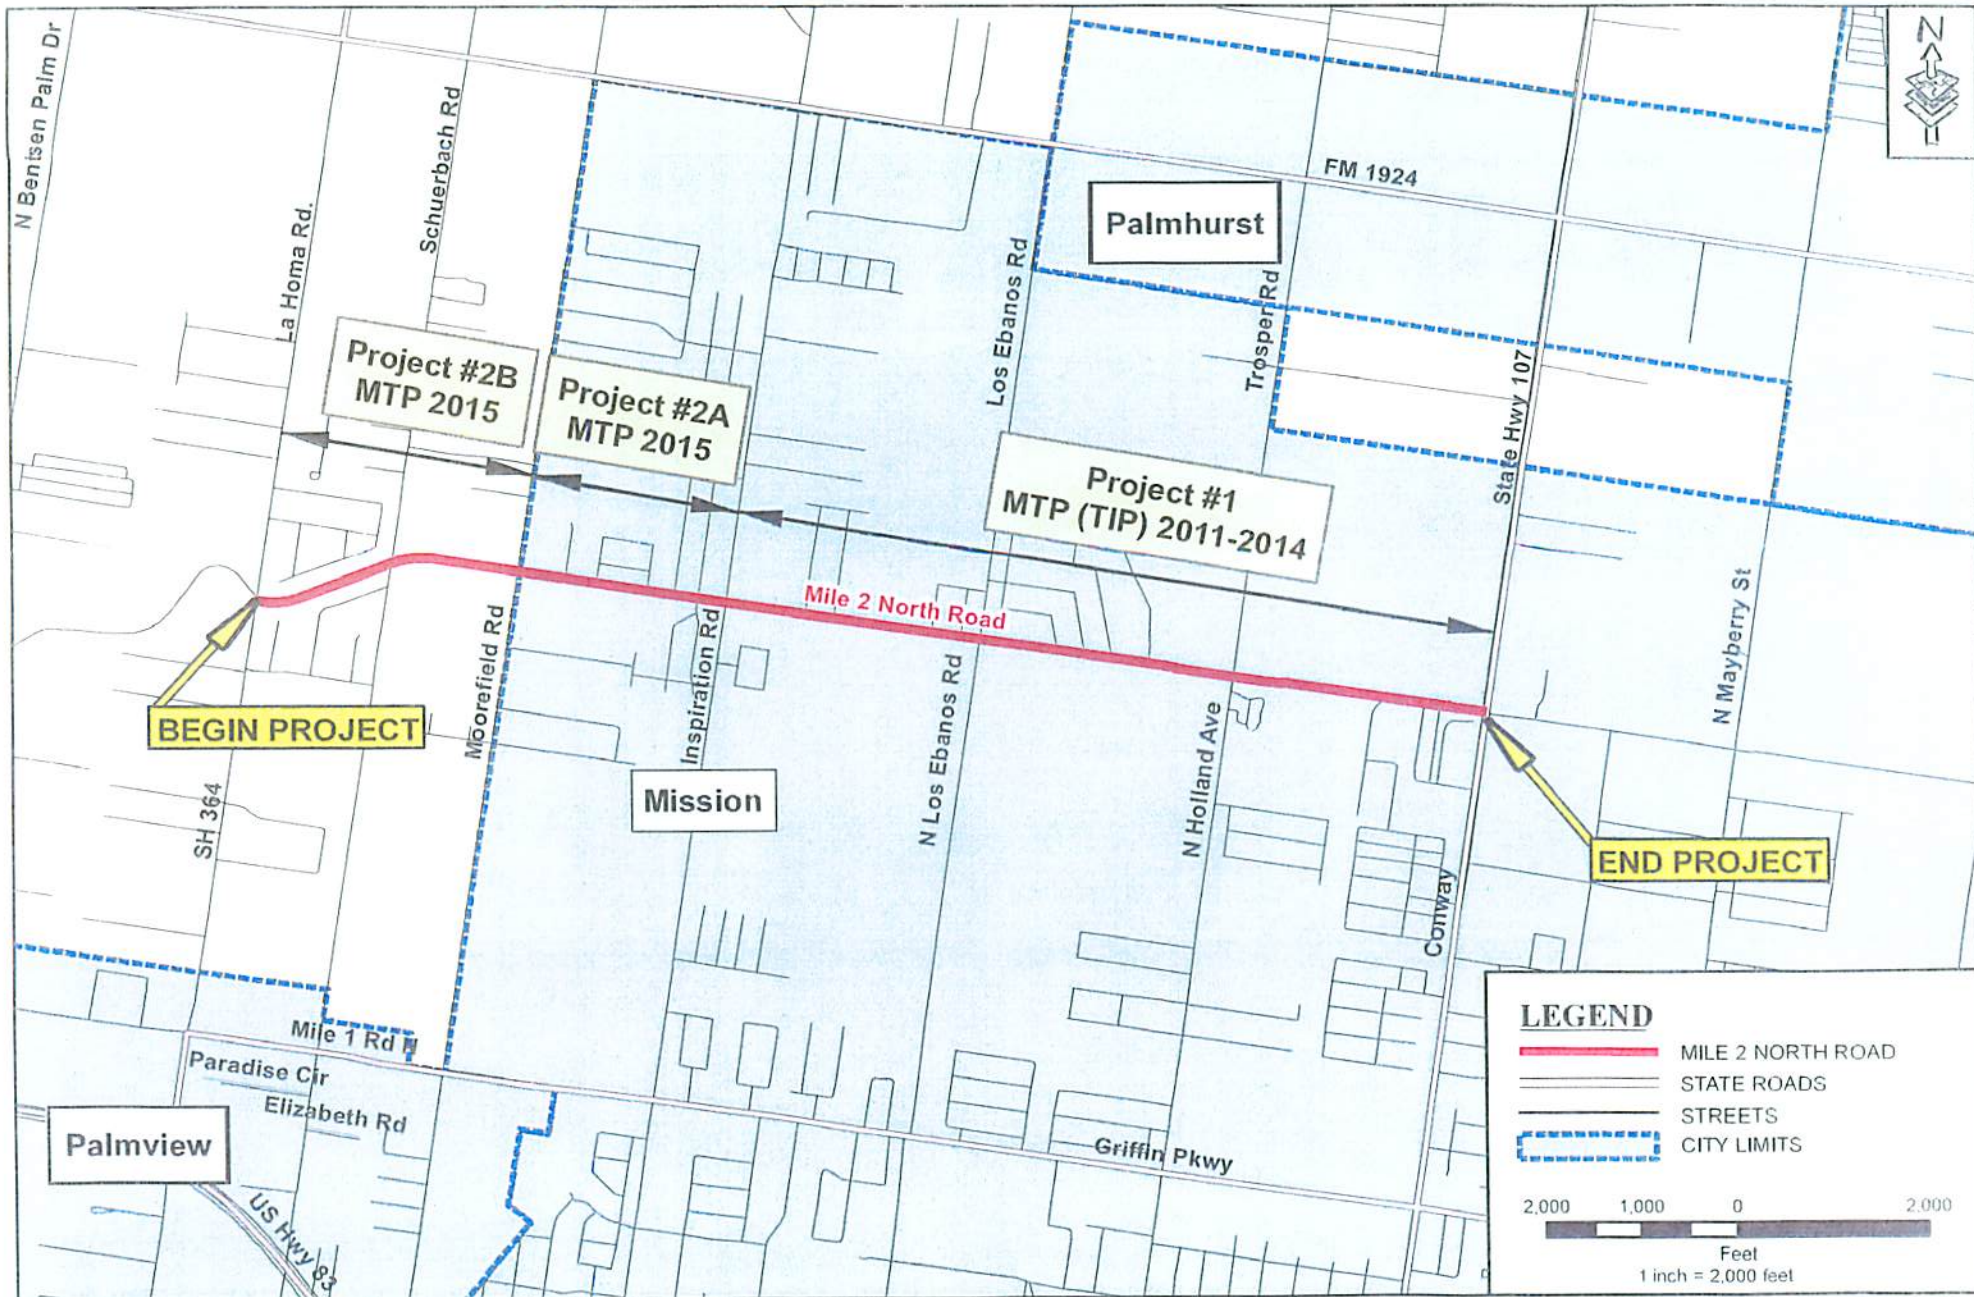 N
N Bentsen Palm Dr
Schuerbach Rd
La Homa Rd.
FM 1924
Palmhurst
Los Ebanos Rd
Trosper Rd
State Hwy 107
Project #2B
MTP 2015
Project #2A
MTP 2015
Project #1
MTP (TIP) 2011-2014
Mile 2 North Road
BEGIN PROJECT
Moorefield Rd
Inspiration Rd
N Los Ebanos Rd
N Holland Ave
N Mayberry St
Mission
SH 364
END PROJECT
Conway
Mile 1 Rd N
Paradise Cir
Elizabeth Rd
Palmview
US Hwy 83
Griffin Pkwy
LEGEND
MILE 2 NORTH ROAD
STATE ROADS
STREETS
CITY LIMITS
2,000 1,000 0 2,000
Feet
1 inch = 2,000 feet